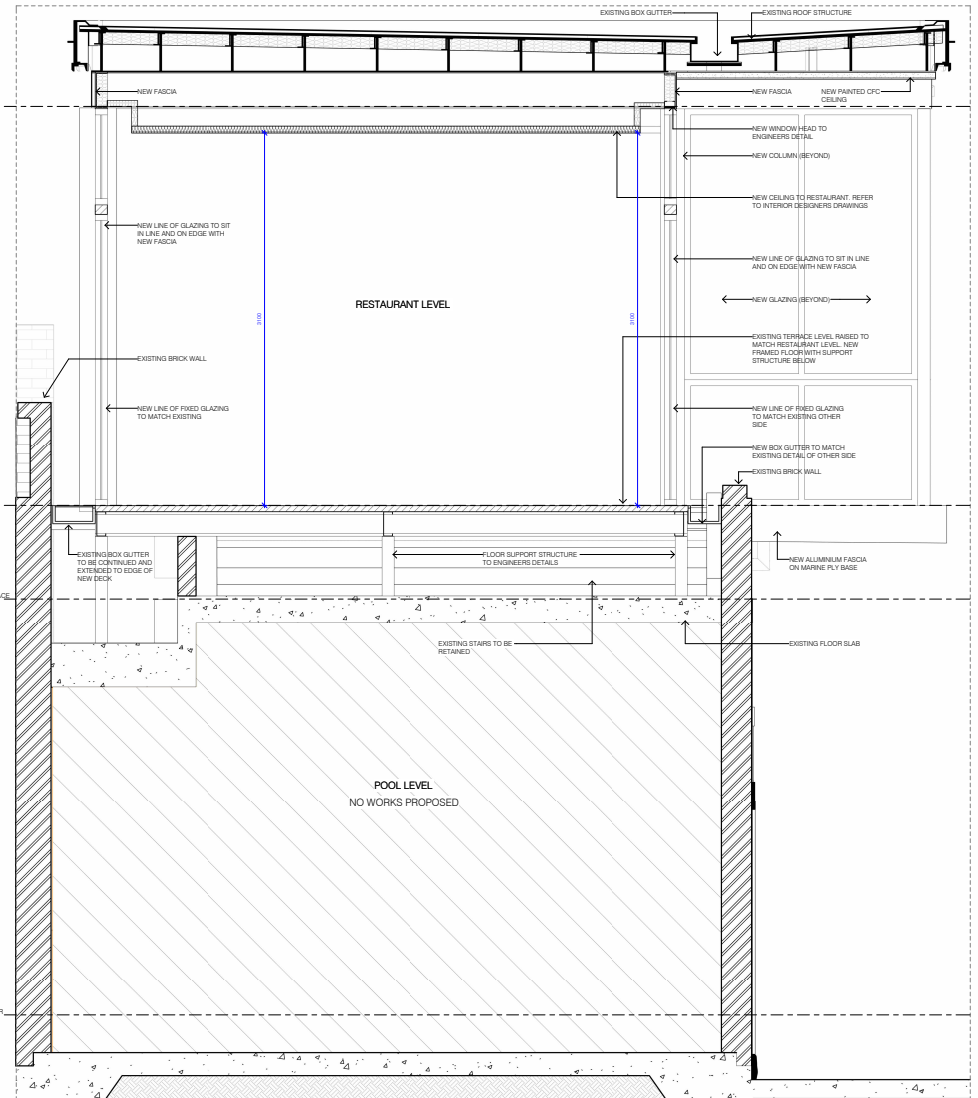 EXISTING BOX GUTTER
EXISTING ROOF STRUCTURE
NEW FASCIA
NEW FASCIA
NEW PAINTED CFC
CEILING
NEW WINDOW HEAD TO
ENGINEERS DETAIL
NEW COLUMN (BEYOND)
NEW CEILING TO RESTAURANT. REFER
TO INTERIOR DESIGNERS DRAWINGS
NEW LINE OF GLAZING TO SIT
IN LINE AND ON EDGE WITH
NEW FASCIA
NEW LINE OF GLAZING TO SIT IN LINE
AND ON EDGE WITH NEW FASCIA
NEW GLAZING (BEYOND)
RESTAURANT LEVEL
3100
3100
EXISTING TERRACE LEVEL RAISED TO
MATCH RESTAURANT LEVEL. NEW
FRAMED FLOOR WITH SUPPORT
STRUCTURE BELOW
EXISTING BRICK WALL
NEW LINE OF FIXED GLAZING
TO MATCH EXISTING
NEW LINE OF FIXED GLAZING
TO MATCH EXISTING OTHER
SIDE
NEW BOX GUTTER TO MATCH
EXISTING DETAIL OF OTHER SIDE
EXISTING BRICK WALL
EXISTING BOX GUTTER
TO BE CONTINUED AND
EXTENDED TO EDGE OF
NEW DECK
FLOOR SUPPORT STRUCTURE
TO ENGINEERS DETAILS
NEW ALUMINIUM FASCIA
ON MARINE PLY BASE
EXISTING STAIRS TO BE
RETAINED
EXISTING FLOOR SLAB
POOL LEVEL
NO WORKS PROPOSED